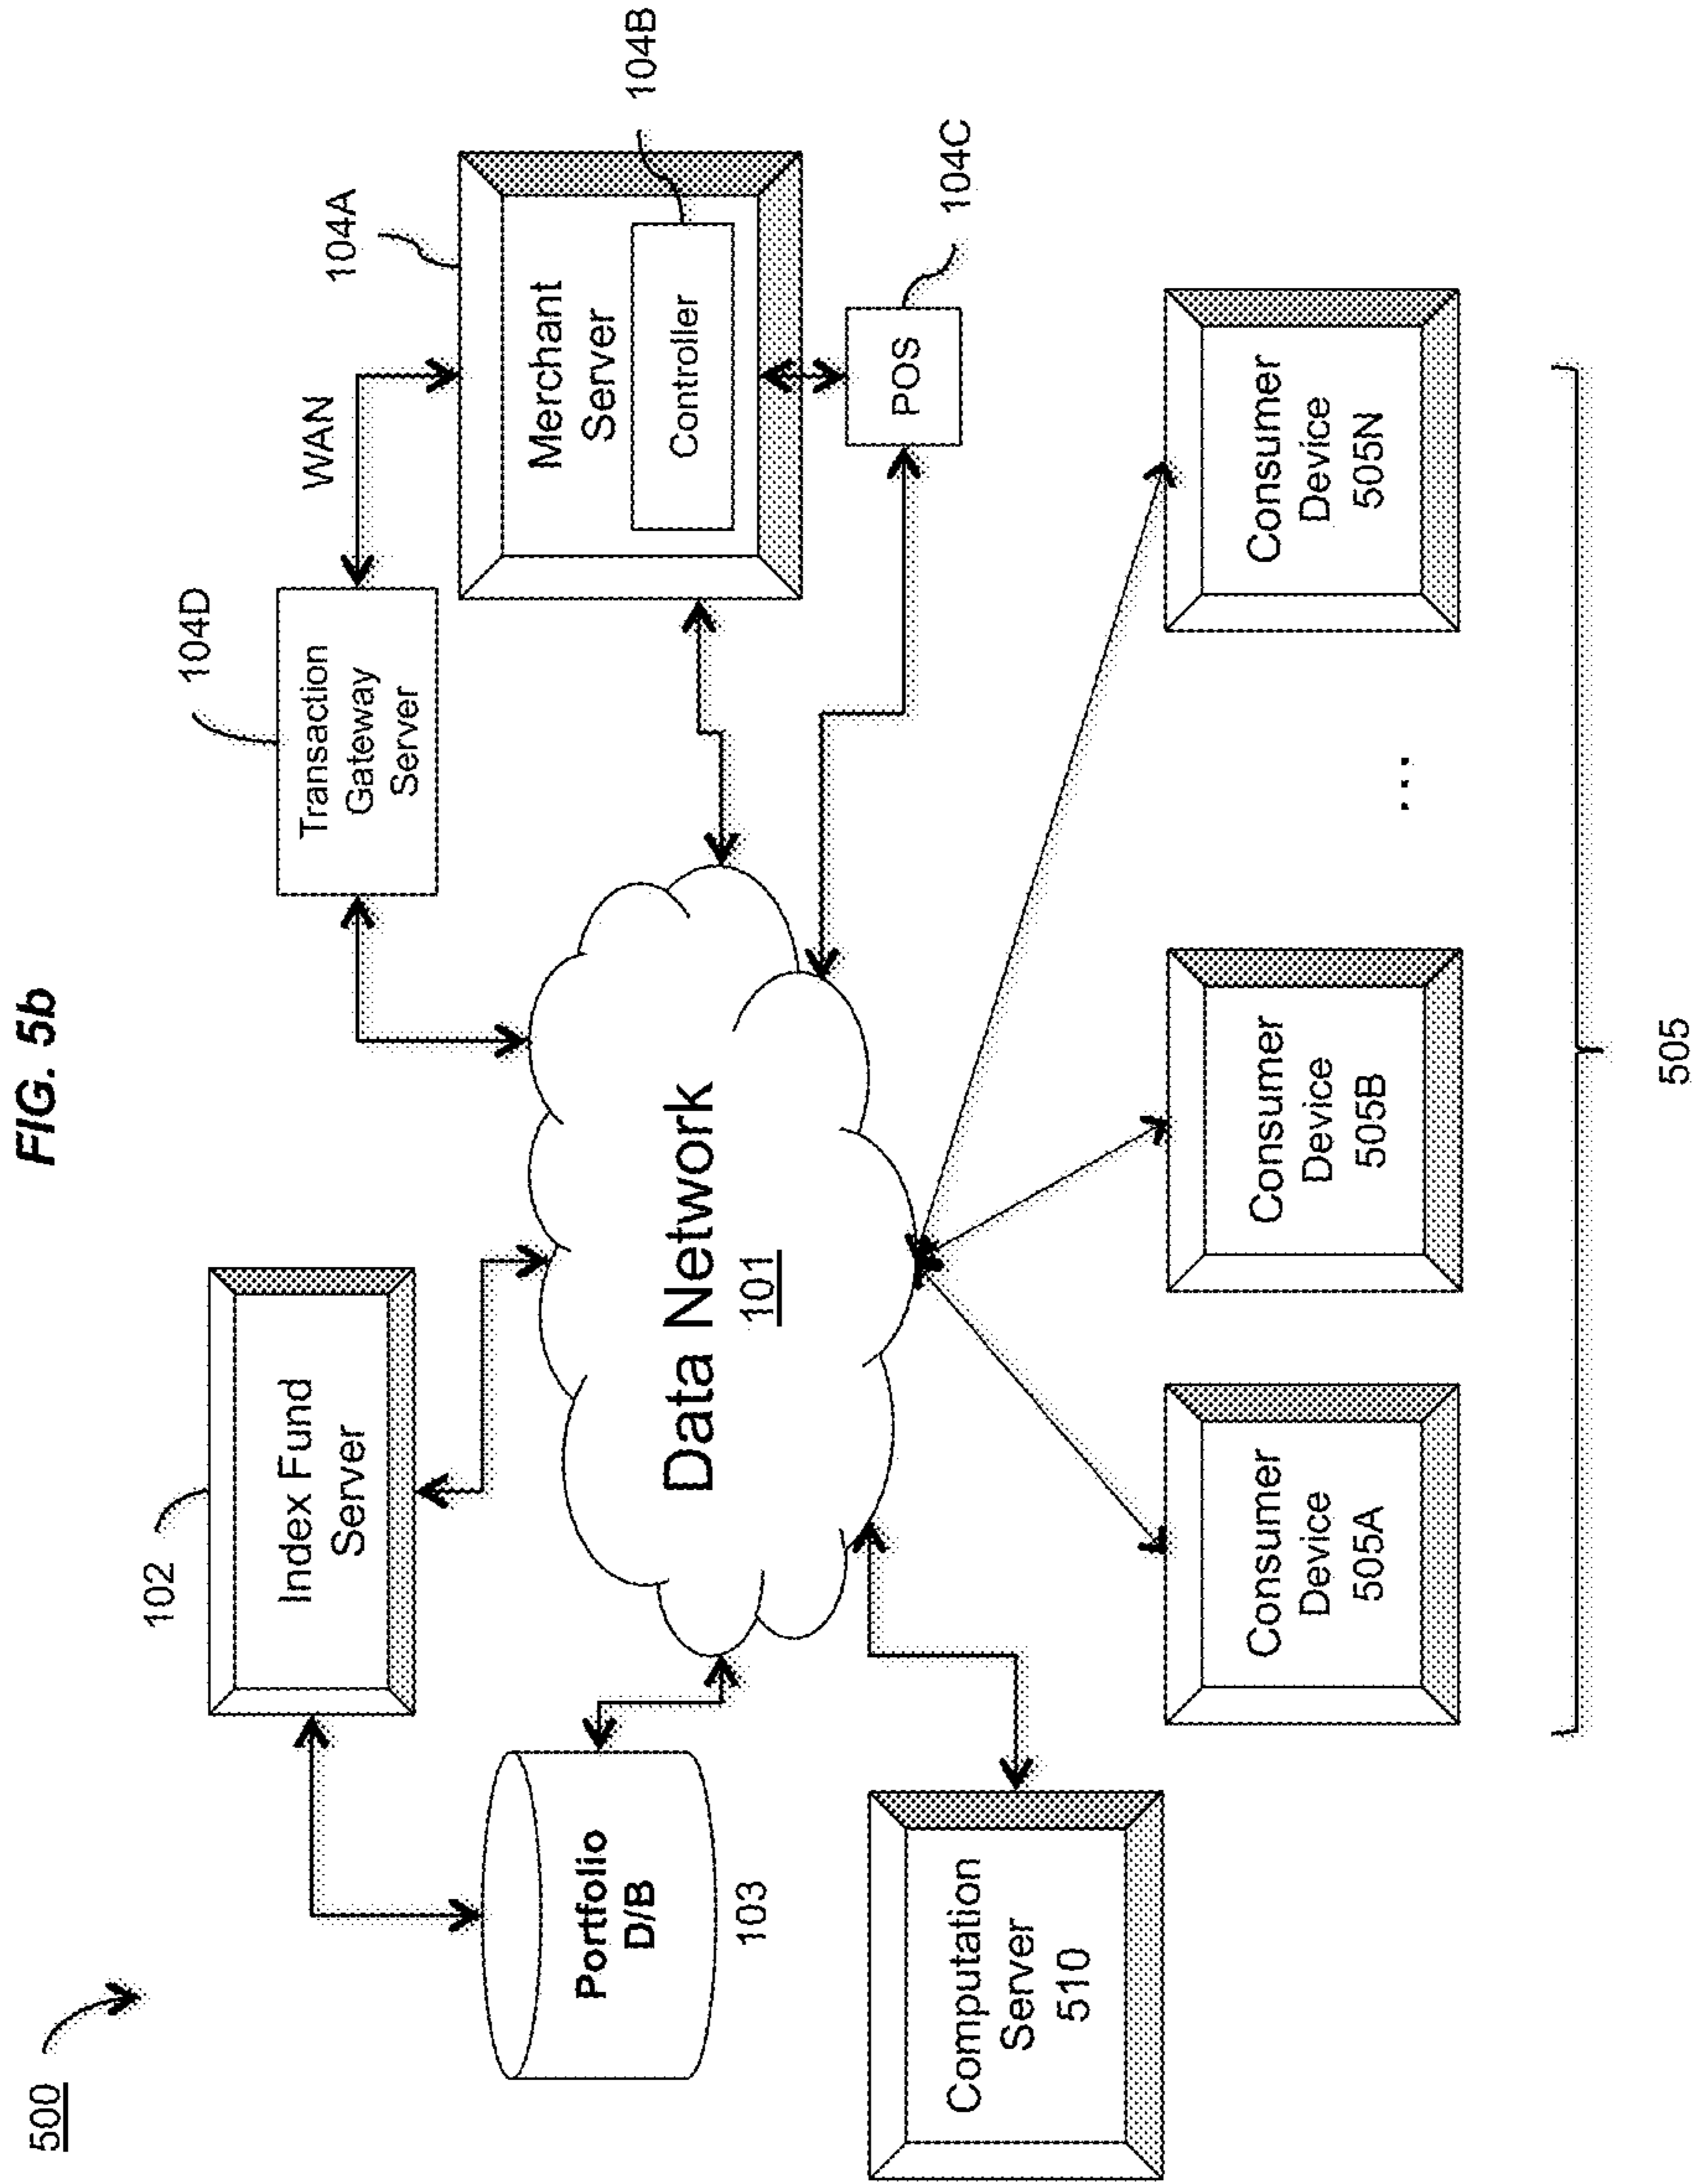 FIG. 5b
500
102
Index Fund
Server
104D
Transaction
Gateway
Server
WAN
104A
Merchant
Server
Controller
104B
104C
POS
Portfolio
D/B
103
Data Network
101
Computation
Server
510
Consumer
Device
505A
Consumer
Device
505B
...
Consumer
Device
505N
505